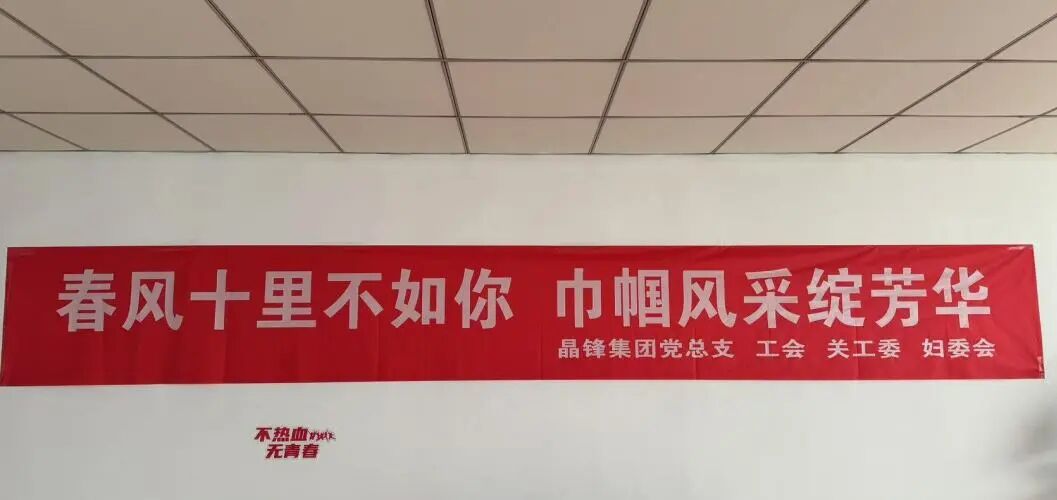 春风十里不如你 巾帼风采绽芳华
晶锋集团党总支 工会 关工委 妇委会
不热血
无青春